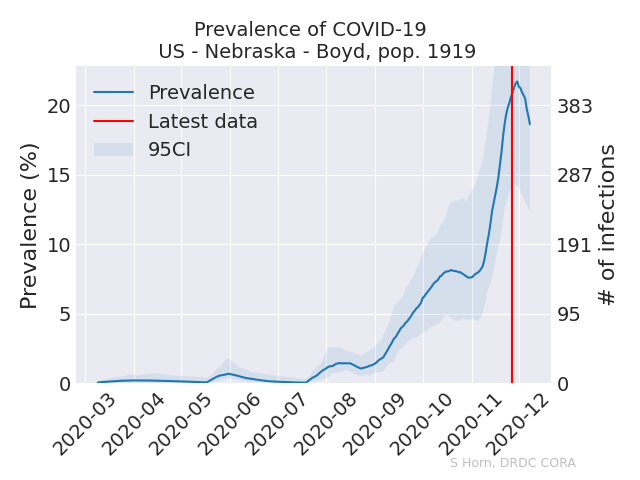 Prevalence of COVID-19
US - Nebraska - Boyd, pop. 1919
Prevalence
Latest data
95CI
Prevalence (%)
20
15
10
5
0
383
287
191
95
0
# of infections
2020-03
2020-04
2020-05
2020-06
2020-07
2020-08
2020-09
2020-10
2020-11
2020-12
S Horn, DRDC CORA